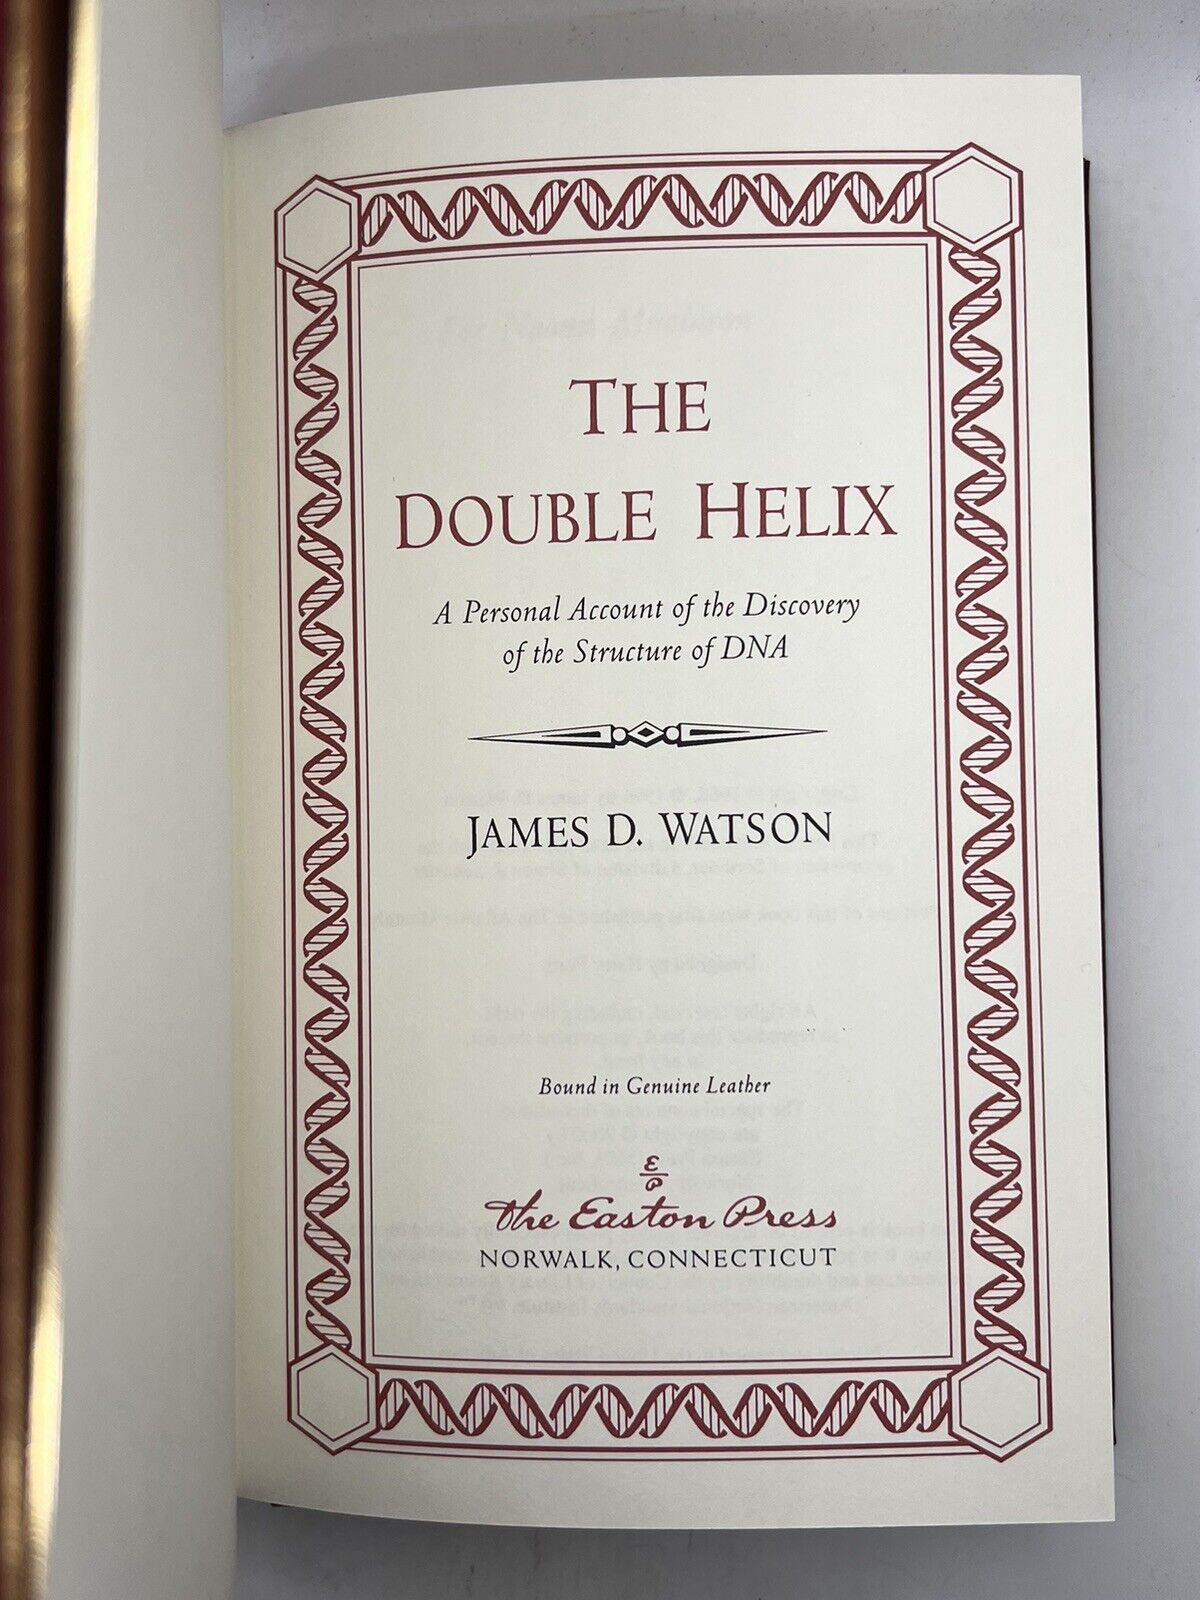 THE
DOUBLE HELIX
A Personal Account of the Discovery
of the Structure of DNA
JAMES D. WATSON
Bound in Genuine Leather
E
P
The Easton Press
NORWALK, CONNECTICUT